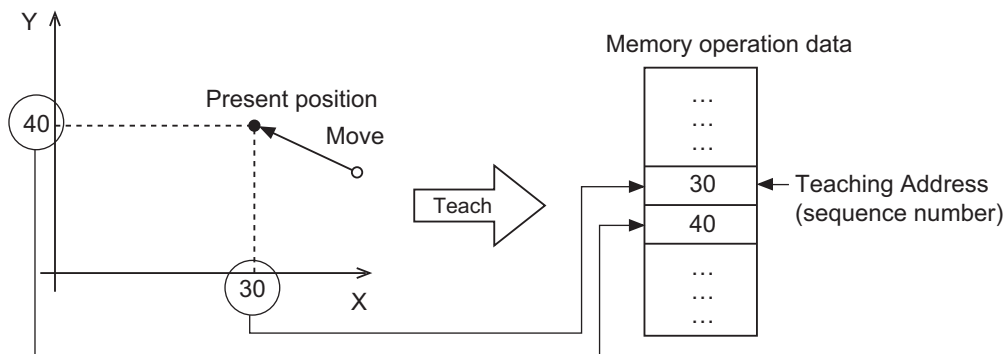 Y
Memory operation data
Present position
40
Move
...
...
...
30
Teaching Address
(sequence number)
Teach
40
30
X
...
...
...